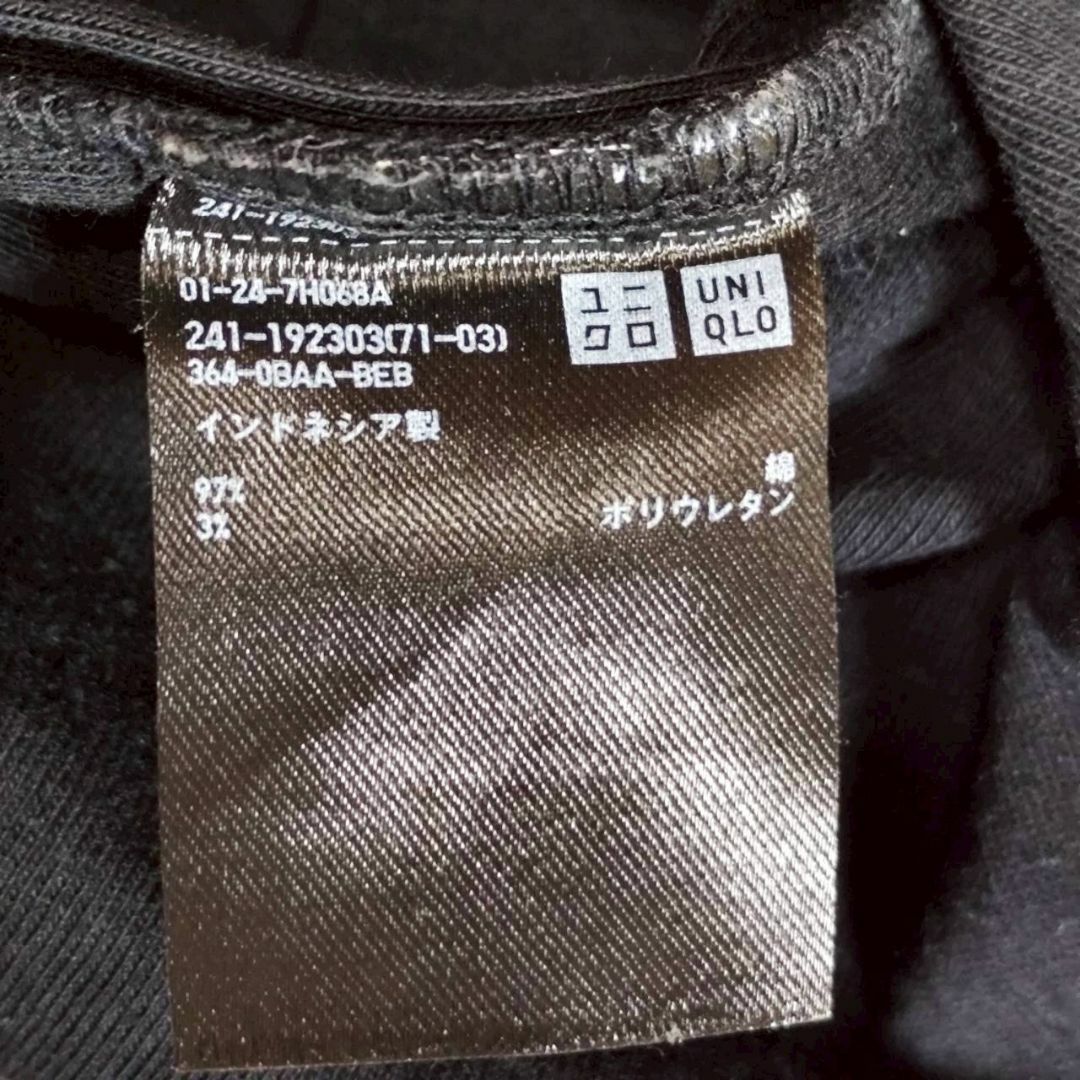 241-192303
01-24-7H068A
241-192303(71-03)
364-0BAA-BEB
ユニ
クロ
UNI
QLO
インドネシア製
97% 綿
3% ポリウレタン